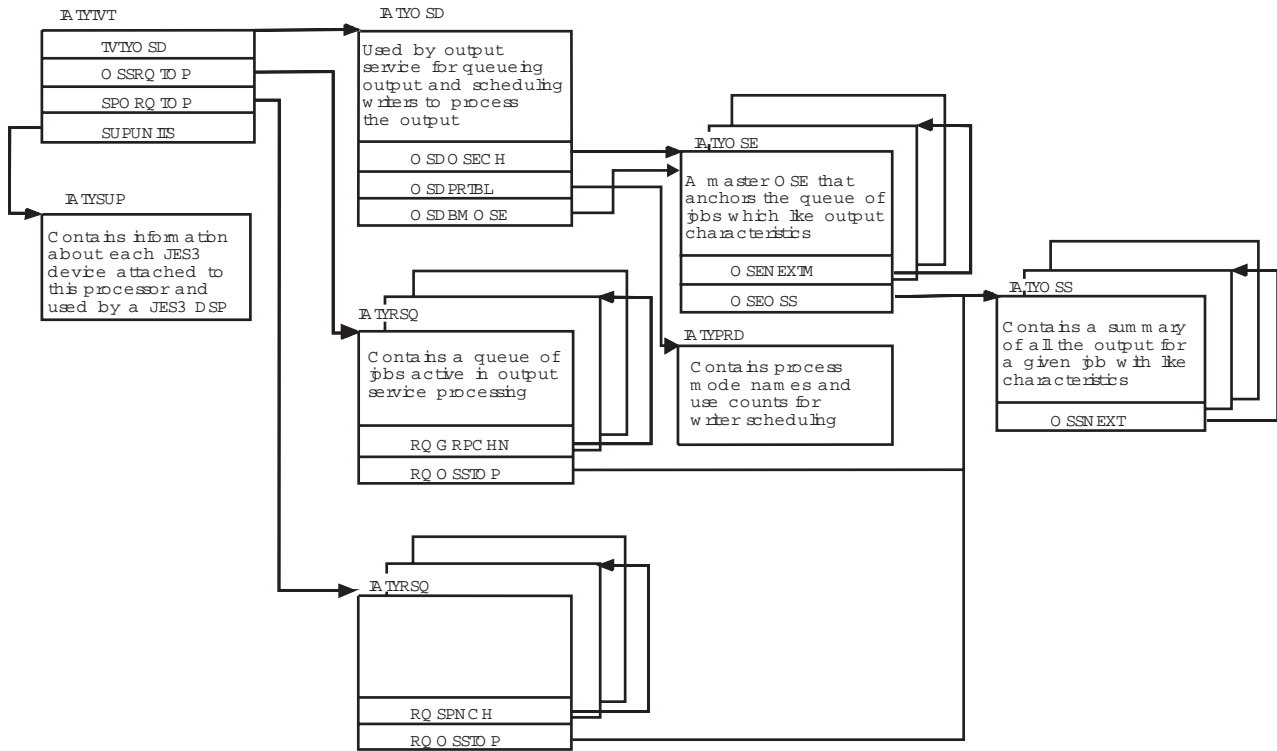 IATYTVT
TVTYOSD
OSSRQTOP
SPORQTOP
SUPUNITS
IATYSUP
Contains information
about each JES3
device attached to
this processor and
used by a JES3 DSP
IATYOSD
Used by output
service for queueing
output and scheduling
writers to process
the output
OSDOSECH
OSDPRTBL
OSDBMOSE
IATYRSQ
Contains a queue of
jobs active in output
service processing
RQGRPCHN
RQOSSTOP
IATYRSQ
RQSPNCH
RQOSSTOP
IATYOSE
A master OSE that
anchors the queue of
jobs which like output
characteristics
OSENEXTM
OSEOSS
IATYPRD
Contains process
mode names and
use counts for
writer scheduling
IATYOSS
Contains a summary
of all the output for
a given job with like
characteristics
OSSNEXT